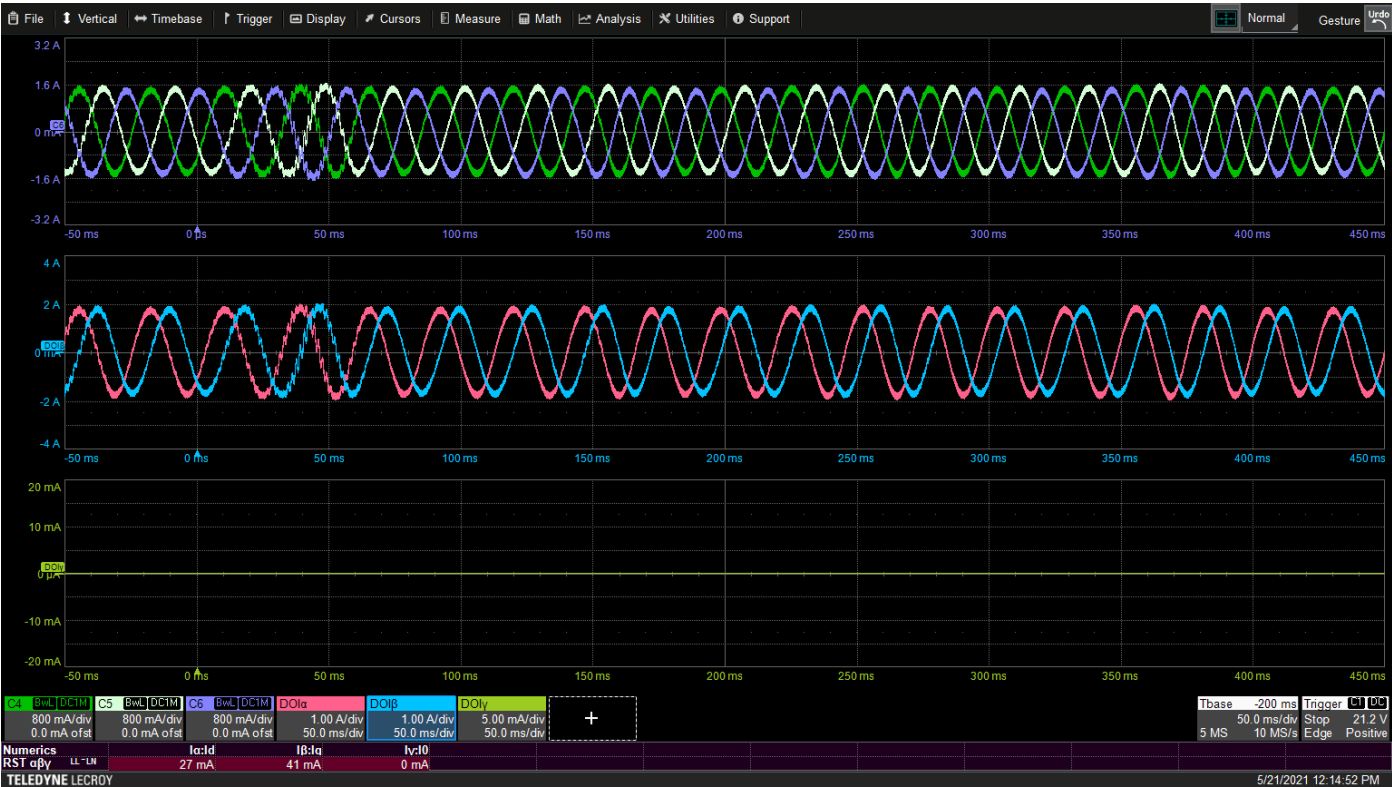 File Vertical Timebase Trigger Display Cursors Measure Math Analysis Utilities Support Normal Gesture Undo
3.2 A
1.6 A
C6
0 mA
-1.6 A
-3.2 A
-50 ms 0 µs 50 ms 100 ms 150 ms 200 ms 250 ms 300 ms 350 ms 400 ms 450 ms
4 A
2 A
DOIβ
0 mA
-2 A
-4 A
-50 ms 0 ms 50 ms 100 ms 150 ms 200 ms 250 ms 300 ms 350 ms 400 ms 450 ms
20 mA
10 mA
DOIγ
0 µA
-10 mA
-20 mA
-50 ms 0 ms 50 ms 100 ms 150 ms 200 ms 250 ms 300 ms 350 ms 400 ms 450 ms
C4 BwL DC1M C5 BwL DC1M C6 BwL DC1M DOIα DOIβ DOIγ Tbase -200 ms Trigger C1 DC
800 mA/div 800 mA/div 800 mA/div 1.00 A/div 1.00 A/div 5.00 mA/div + 50.0 ms/div Stop 21.2 V
0.0 mA ofst 0.0 mA ofst 0.0 mA ofst 50.0 ms/div 50.0 ms/div 50.0 ms/div 5 MS 10 MS/s Edge Positive
Numerics Iα:Id Iβ:Iq Iγ:I0
RST αβγ LL-LN 27 mA 41 mA 0 mA
TELEDYNE LECROY 5/21/2021 12:14:52 PM